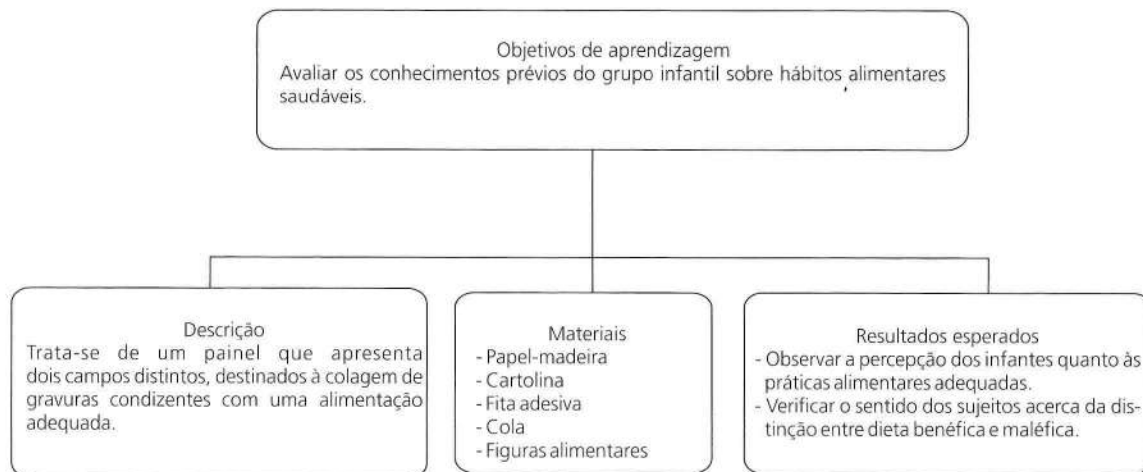 Objetivos de aprendizagem
Avaliar os conhecimentos prévios do grupo infantil sobre hábitos alimentares
saudáveis.
Descrição
Trata-se de um painel que apresenta
dois campos distintos, destinados à colagem de
gravuras condizentes com uma alimentação
adequada.
Materiais
- Papel-madeira
- Cartolina
- Fita adesiva
- Cola
- Figuras alimentares
Resultados esperados
- Observar a percepção dos infantes quanto às
práticas alimentares adequadas.
- Verificar o sentido dos sujeitos acerca da dis-
tinção entre dieta benéfica e maléfica.